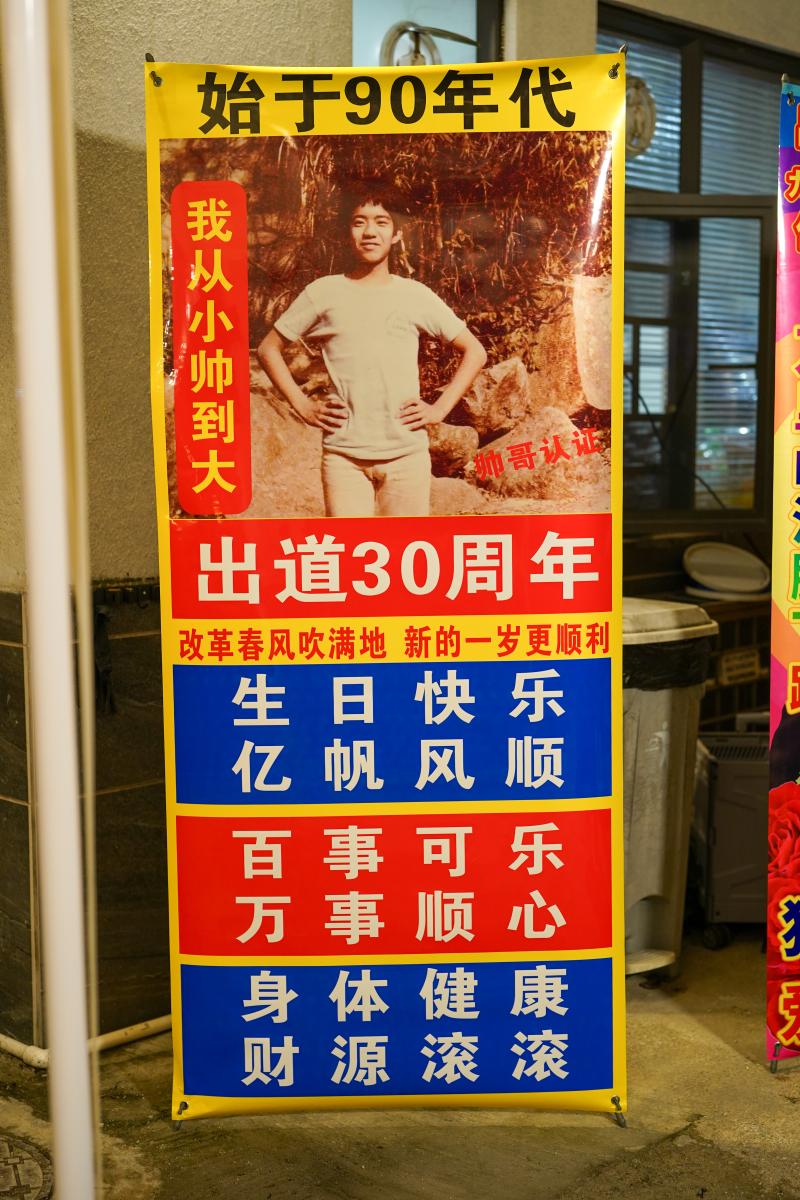 始于90年代
我从小帅到大
帅哥认证
出道30周年
改革春风吹满地 新的一岁更顺利
生日快乐
亿帆风顺
百事可乐
万事顺心
身体健康
财源滚滚